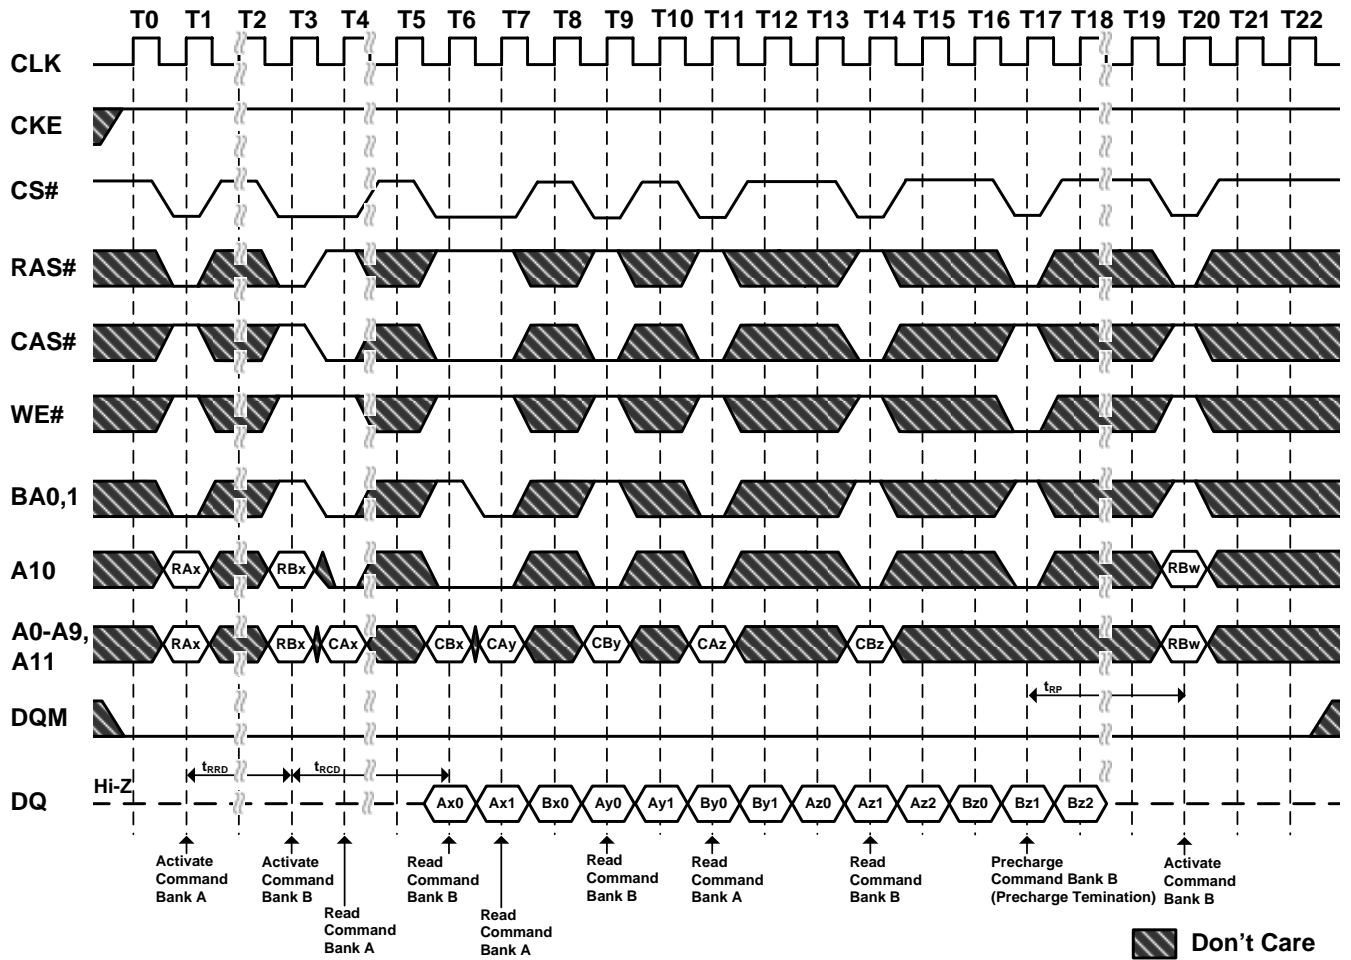 T0 T1 T2 T3 T4 T5 T6 T7 T8 T9 T10 T11 T12 T13 T14 T15 T16 T17 T18 T19 T20 T21 T22
CLK
CKE
CS#
RAS#
CAS#
WE#
BA0,1
A10 RAx RBx RBw
A0-A9,
A11
RAx RBx CAx CBx CAy CBy CAz CBz RBw
tRP
DQM
tRRD tRCD
Hi-Z
DQ Ax0 Ax1 Bx0 Ay0 Ay1 By0 By1 Az0 Az1 Az2 Bz0 Bz1 Bz2
Activate
Command
Bank A
Activate
Command
Bank B
Read
Command
Bank A
Read
Command
Bank B
Read
Command
Bank A
Read
Command
Bank B
Read
Command
Bank A
Read
Command
Bank B
Precharge
Command Bank B
(Precharge Temination)
Activate
Command
Bank B
Don't Care